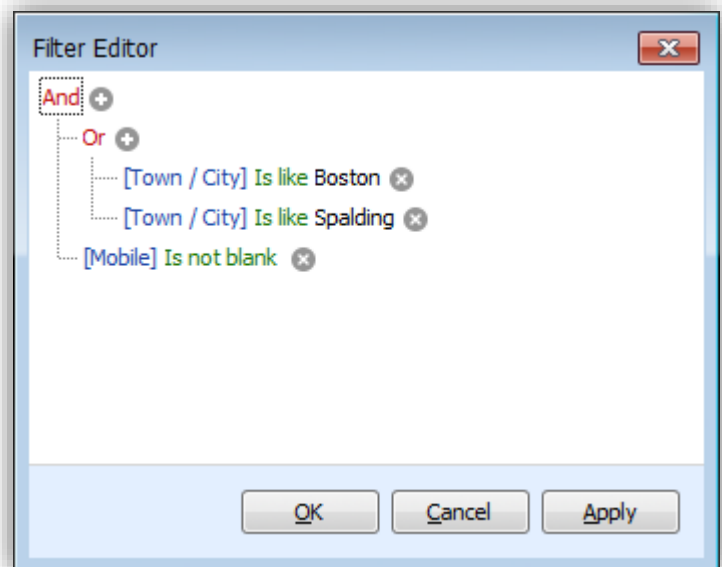 Filter Editor
And
Or
[Town / City] Is like Boston
[Town / City] Is like Spalding
[Mobile] Is not blank
OK Cancel Apply